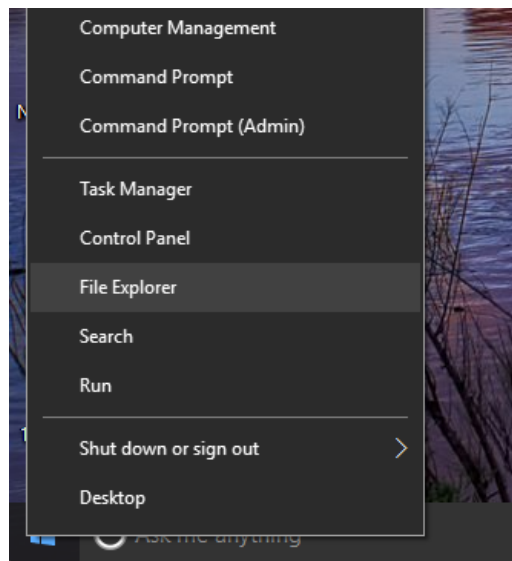 Computer Management
Command Prompt
Command Prompt (Admin)
Task Manager
Control Panel
File Explorer
Search
Run
Shut down or sign out
Desktop
Ask me anything